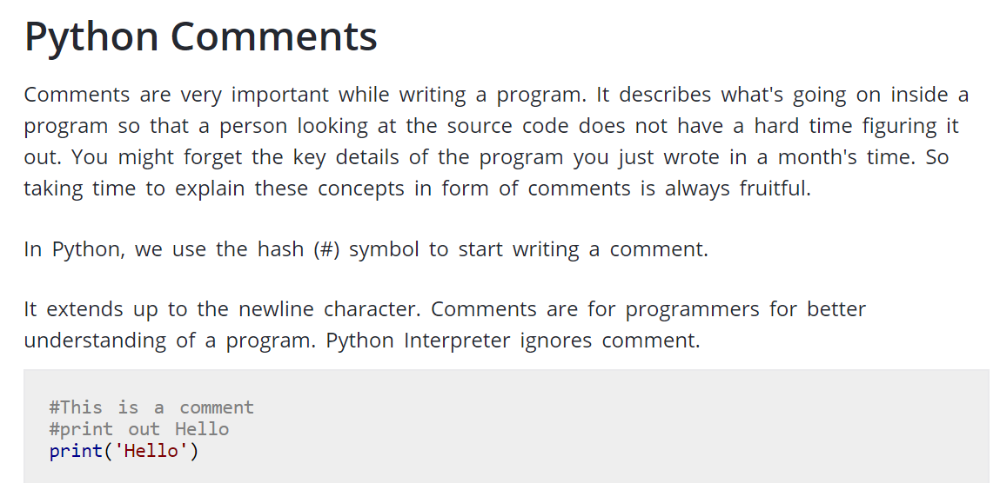 Python Comments
Comments are very important while writing a program. It describes what's going on inside a
program so that a person looking at the source code does not have a hard time figuring it
out. You might forget the key details of the program you just wrote in a month's time. So
taking time to explain these concepts in form of comments is always fruitful.
In Python, we use the hash (#) symbol to start writing a comment.
It extends up to the newline character. Comments are for programmers for better
understanding of a program. Python Interpreter ignores comment.
#This is a comment
#print out Hello
print('Hello')